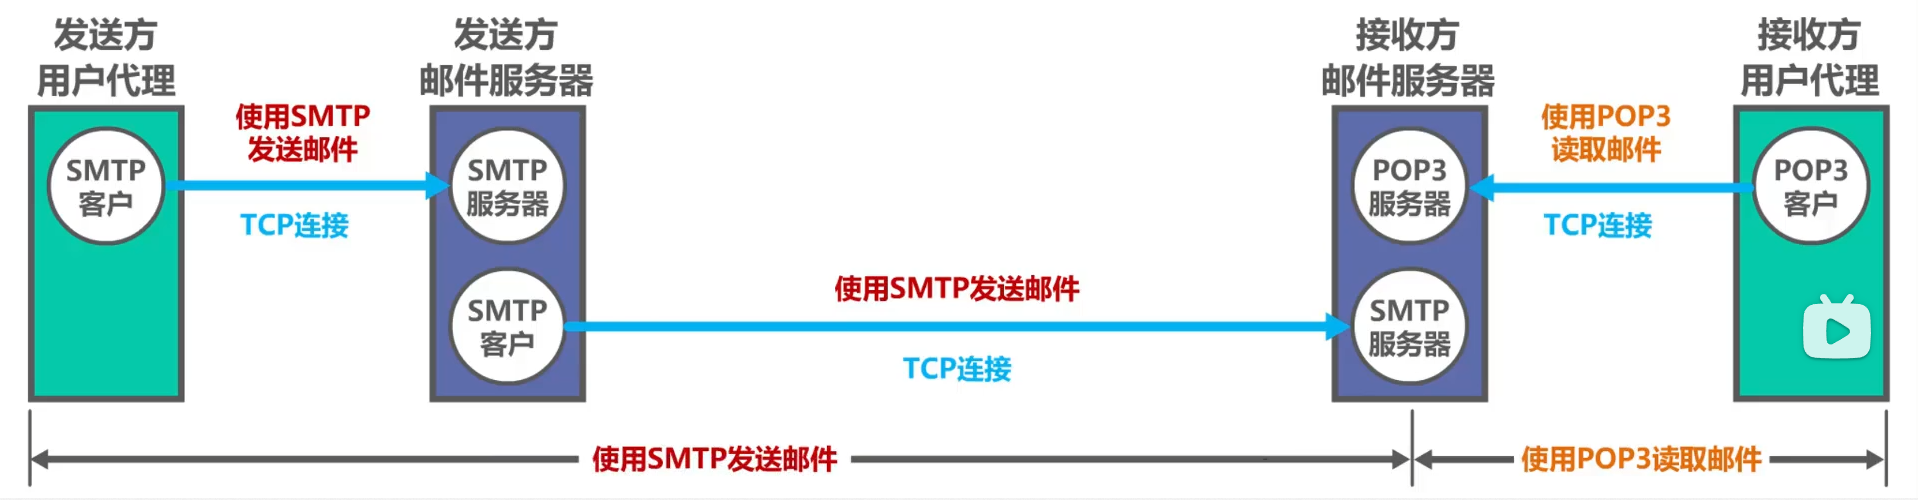 发送方
用户代理
发送方
邮件服务器
接收方
邮件服务器
接收方
用户代理
使用SMTP
发送邮件
使用POP3
读取邮件
SMTP
客户
SMTP
服务器
POP3
服务器
POP3
客户
TCP连接
TCP连接
使用SMTP发送邮件
SMTP
客户
SMTP
服务器
TCP连接
使用SMTP发送邮件
使用POP3读取邮件